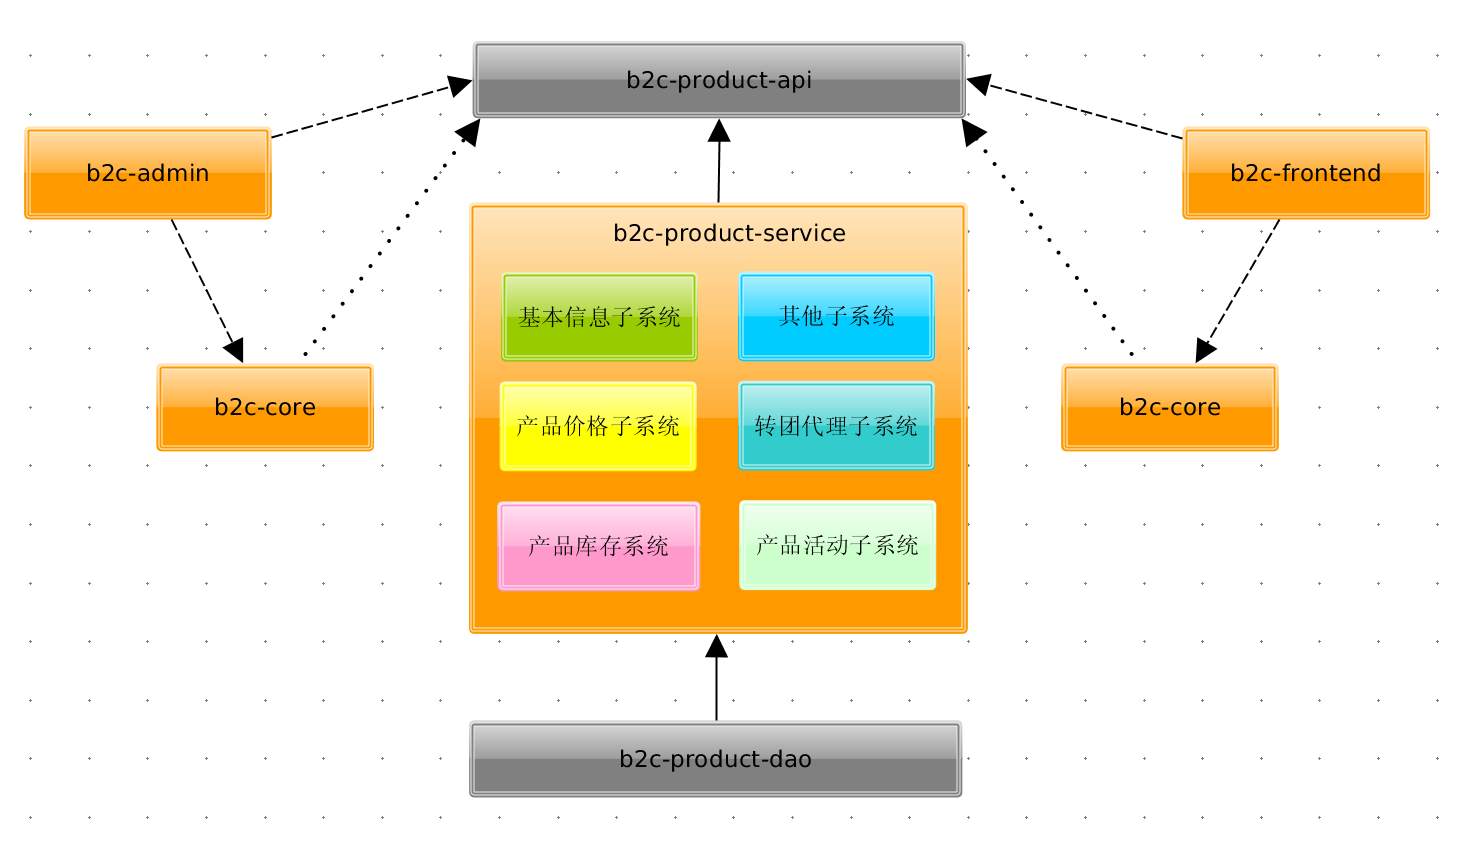 b2c-product-api
b2c-admin
b2c-frontend
b2c-product-service
基本信息子系统
其他子系统
b2c-core
产品价格子系统
转团代理子系统
b2c-core
产品库存系统
产品活动子系统
b2c-product-dao